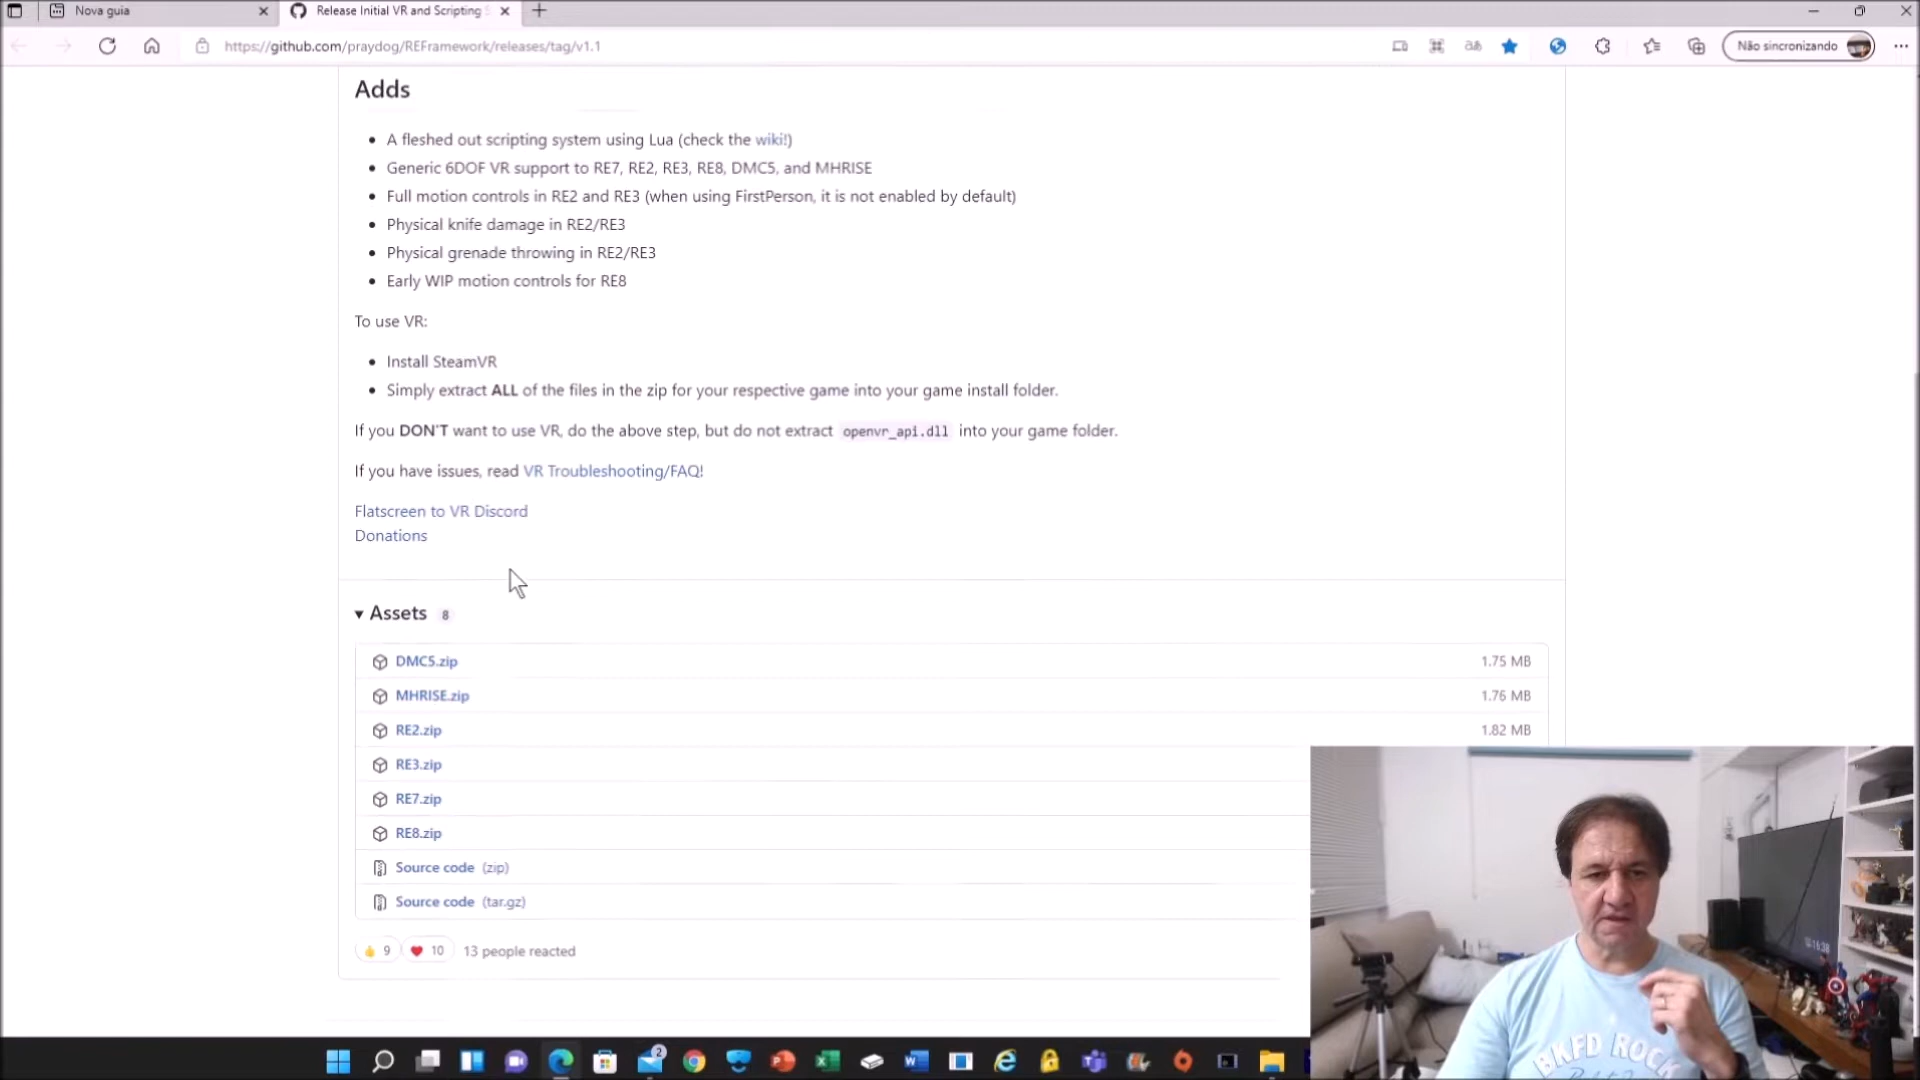 Nova guia
Release Initial VR and Scripting
https://github.com/praydog/REFramework/releases/tag/v1.1
Não sincronizando
Adds
A fleshed out scripting system using Lua (check the wiki!)
Generic 6DOF VR support to RE7, RE2, RE3, RE8, DMC5, and MHRISE
Full motion controls in RE2 and RE3 (when using FirstPerson, it is not enabled by default)
Physical knife damage in RE2/RE3
Physical grenade throwing in RE2/RE3
Early WIP motion controls for RE8
To use VR:
Install SteamVR
Simply extract ALL of the files in the zip for your respective game into your game install folder.
If you DON'T want to use VR, do the above step, but do not extract openvr_api.dll into your game folder.
If you have issues, read VR Troubleshooting/FAQ!
Flatscreen to VR Discord
Donations
Assets 8
DMC5.zip 1.75 MB
MHRISE.zip 1.76 MB
RE2.zip 1.82 MB
RE3.zip
RE7.zip
RE8.zip
Source code (zip)
Source code (tar.gz)
9 10 13 people reacted
2
16:38
BKFD ROCK